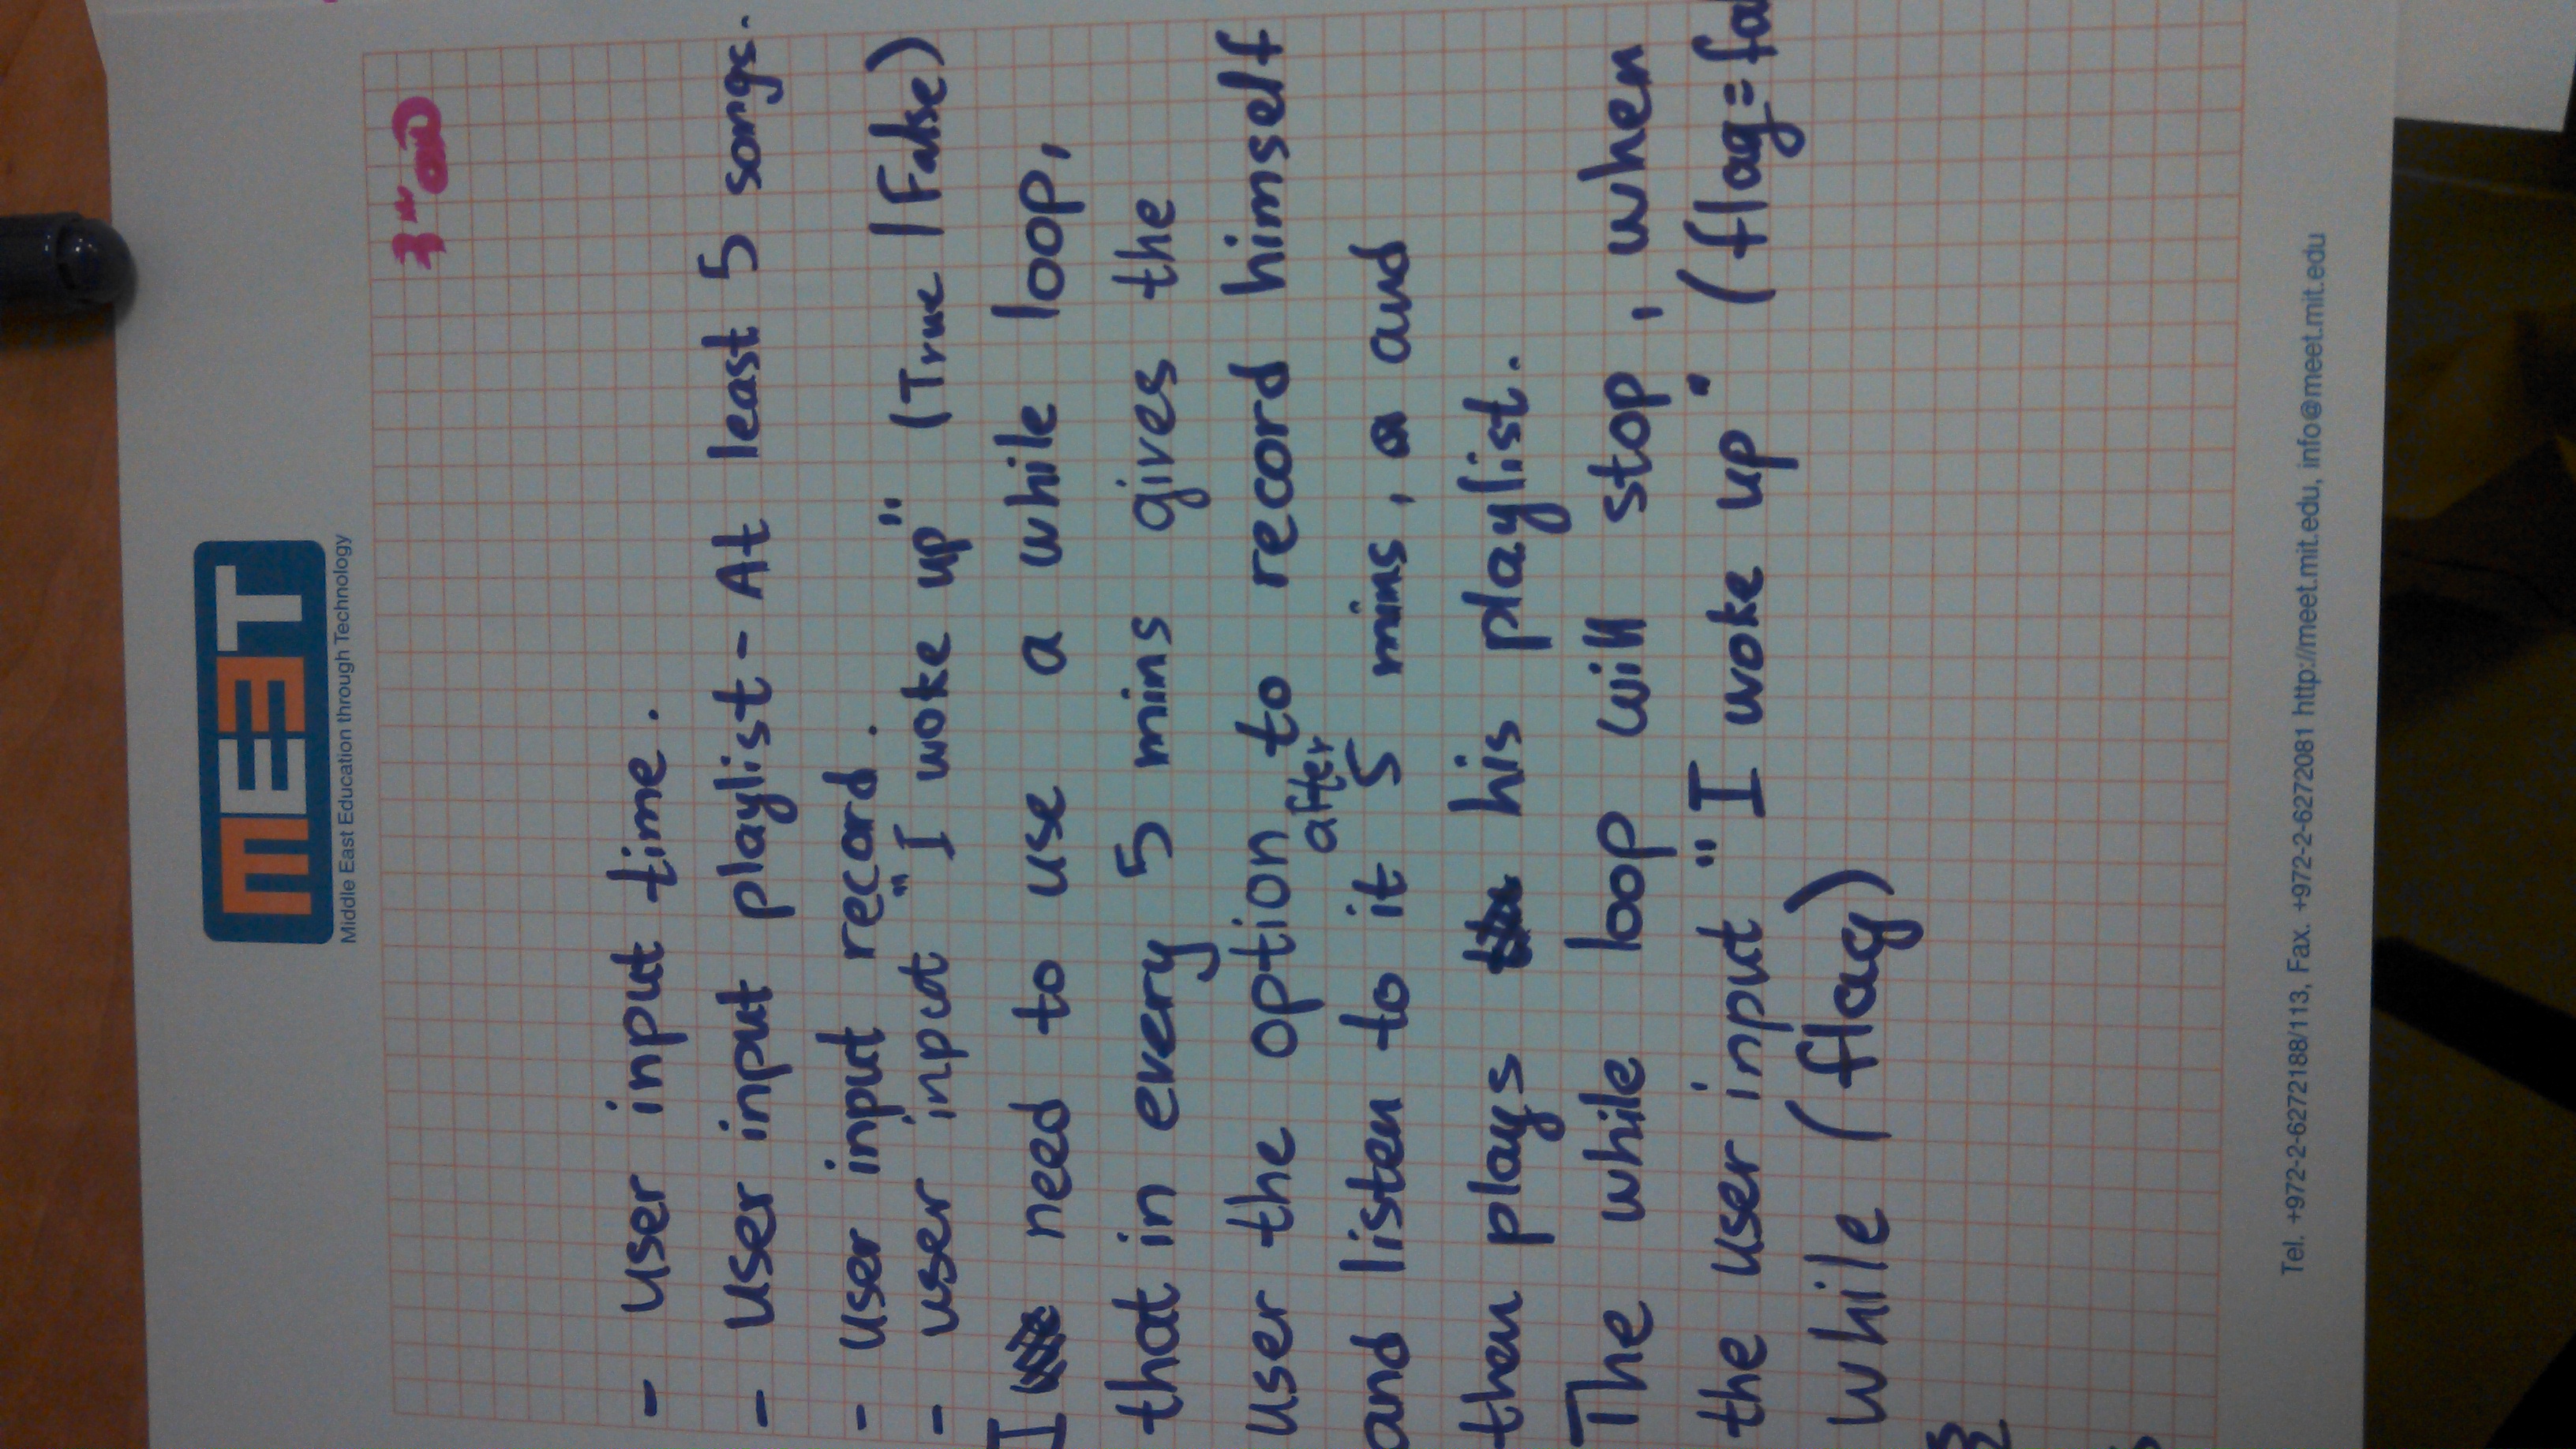 MEET
Middle East Education through Technology
- user input time.
- user input playlist - At least 5 songs.
- user input record.
- user input "I woke up" (True | False)
I need to use a while loop,
that in every 5 mins gives the
user the option to record himself
and listen to it after 5 mins, and
then plays his playlist.
The while loop will stop, when
the user input "I woke up" (flag=fa
while (flag)
{
Tel. +972-2-6272188/113, Fax. +972-2-6272081 http://meet.mit.edu, info@meet.mit.edu